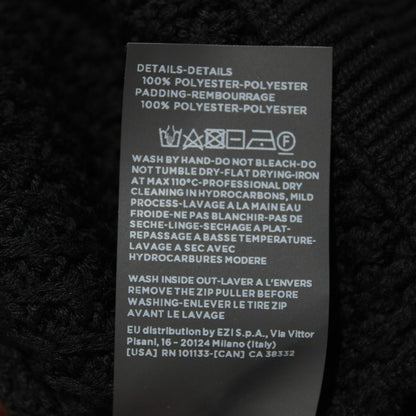 DETAILS-DETAILS
100% POLYESTER-POLYESTER
PADDING-REMBOURRAGE
100% POLYESTER-POLYESTER
WASH BY HAND-DO NOT BLEACH-DO
NOT TUMBLE DRY-FLAT DRYING-IRON
AT MAX 110°C-PROFESSIONAL DRY
CLEANING IN HYDROCARBONS, MILD
PROCESS-LAVAGE A LA MAIN EAU
FROIDE-NE PAS BLANCHIR-PAS DE
SECHE-LINGE-SECHAGE A PLAT-
REPASSAGE A BASSE TEMPERATURE-
LAVAGE A SEC AVEC
HYDROCARBURES MODERE
WASH INSIDE OUT-LAVER A L'ENVERS
REMOVE THE ZIP PULLER BEFORE
WASHING-ENLEVER LE TIRE ZIP
AVANT LE LAVAGE
EU distribution by EZI S.p.A., Via Vittor
Pisani, 16 - 20124 Milano (Italy)
[USA] RN 101133-[CAN] CA 38332